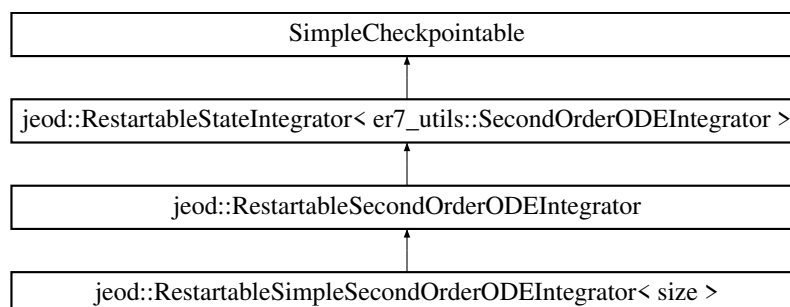 SimpleCheckpointable
jeod::RestartableStateIntegrator< er7_utils::SecondOrderODEIntegrator >
jeod::RestartableSecondOrderODEIntegrator
jeod::RestartableSimpleSecondOrderODEIntegrator< size >